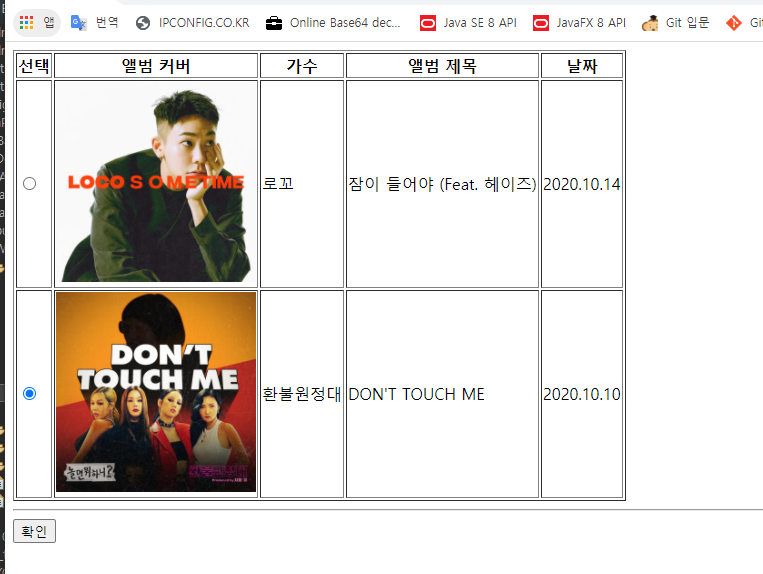 앱 번역 IPCONFIG.CO.KR Online Base64 dec... Java SE 8 API JavaFX 8 API Git 입문
선택 앨범 커버 가수 앨범 제목 날짜
LOCO SOMETIME
로꼬 잠이 들어야 (Feat. 헤이즈) 2020.10.14
DON'T
TOUCH ME
환불원정대 DON'T TOUCH ME 2020.10.10
놀면 뭐하니?
확인